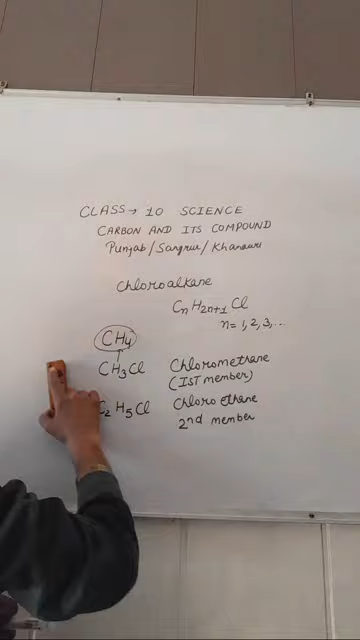 CLASS → 10 SCIENCE
CARBON AND ITS COMPOUND
Punjab/Sangrur/Khanauri
Chloroalkane
CnH2n+1 Cl
n = 1, 2, 3, ...
CH4
CH3Cl Chloromethane
(IST member)
C2H5Cl Chloro ethane
2nd member